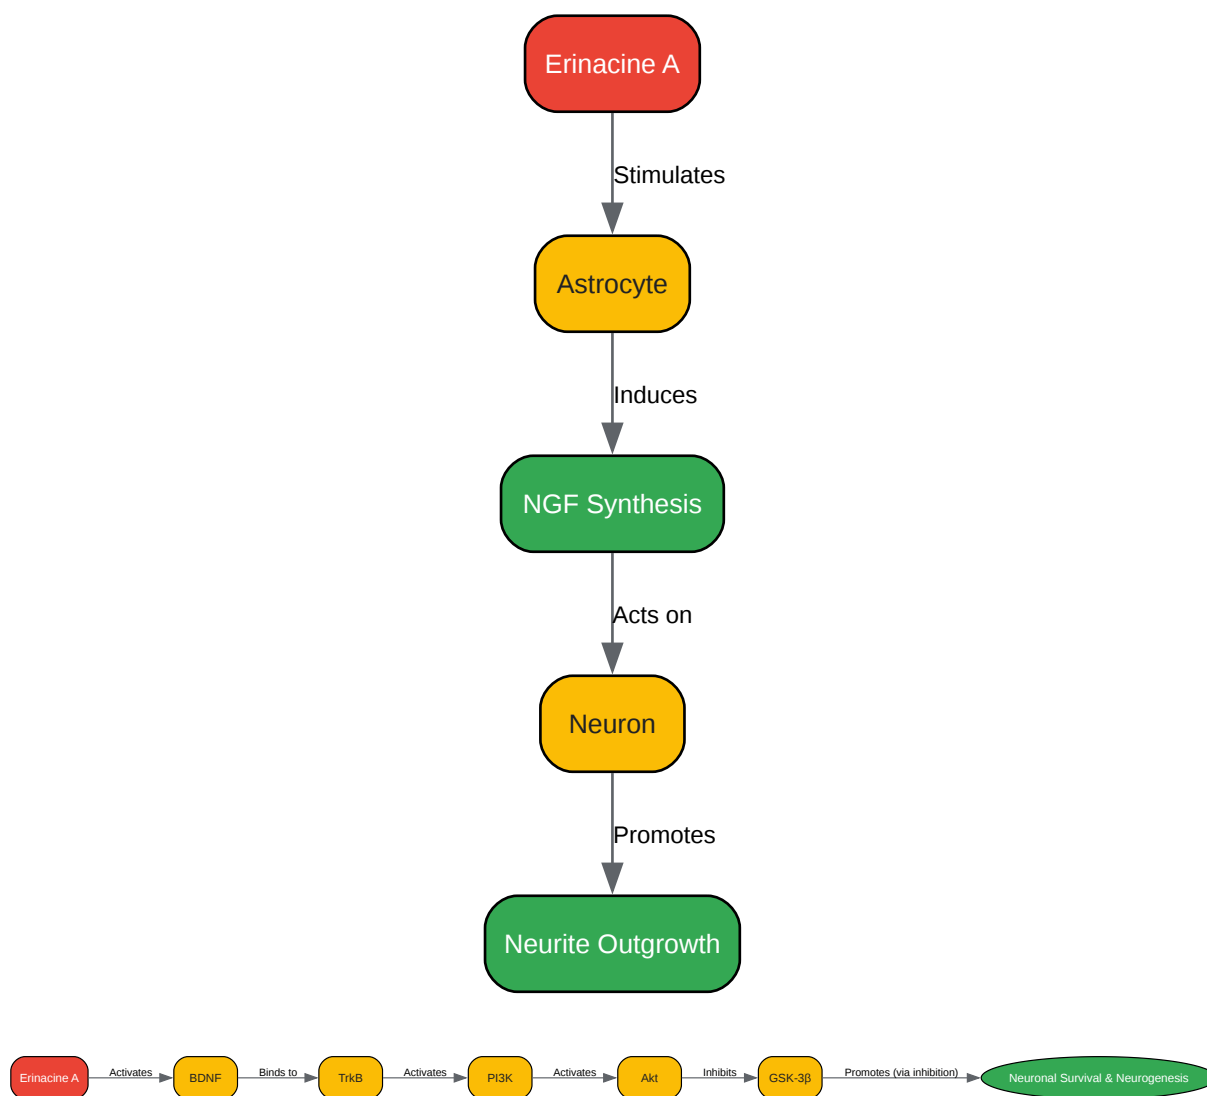 Erinacine A
Stimulates
Astrocyte
Induces
NGF Synthesis
Acts on
Neuron
Promotes
Neurite Outgrowth
Erinacine A
Activates
BDNF
Binds to
TrkB
Activates
PI3K
Activates
Akt
Inhibits
GSK-3β
Promotes (via inhibition)
Neuronal Survival & Neurogenesis